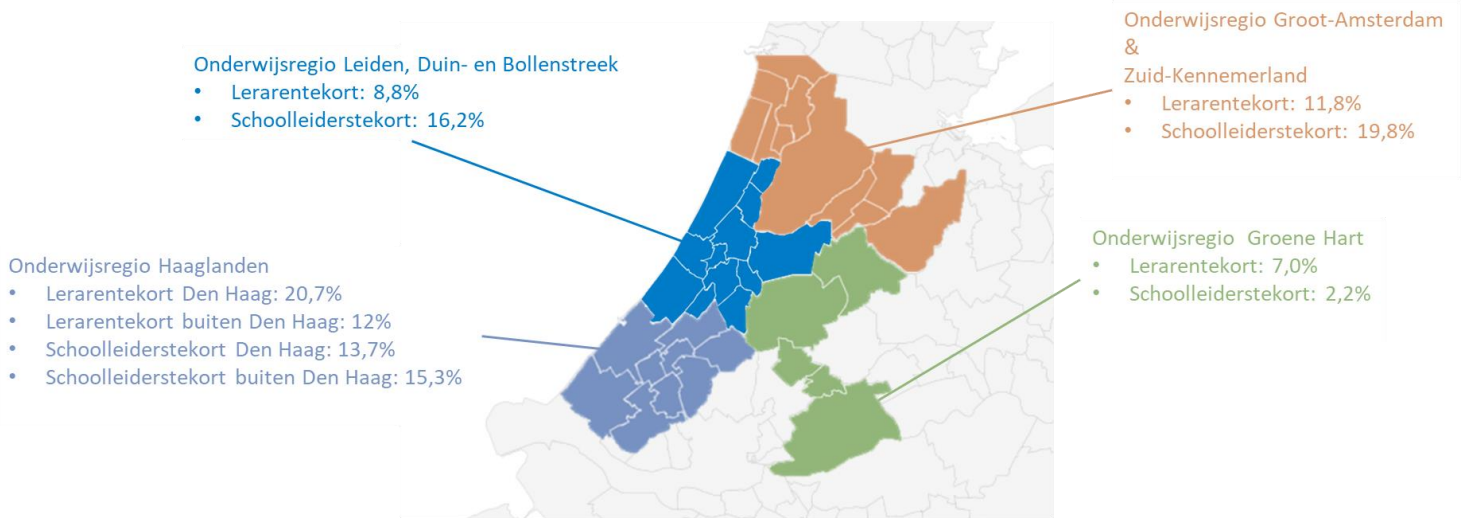 Onderwijsregio Leiden, Duin- en Bollenstreek
• Lerarentekort: 8,8%
• Schoolleiderstekort: 16,2%
Onderwijsregio Groot-Amsterdam
&
Zuid-Kennemerland
• Lerarentekort: 11,8%
• Schoolleiderstekort: 19,8%
Onderwijsregio Haaglanden
• Lerarentekort Den Haag: 20,7%
• Lerarentekort buiten Den Haag: 12%
• Schoolleiderstekort Den Haag: 13,7%
• Schoolleiderstekort buiten Den Haag: 15,3%
Onderwijsregio Groene Hart
• Lerarentekort: 7,0%
• Schoolleiderstekort: 2,2%